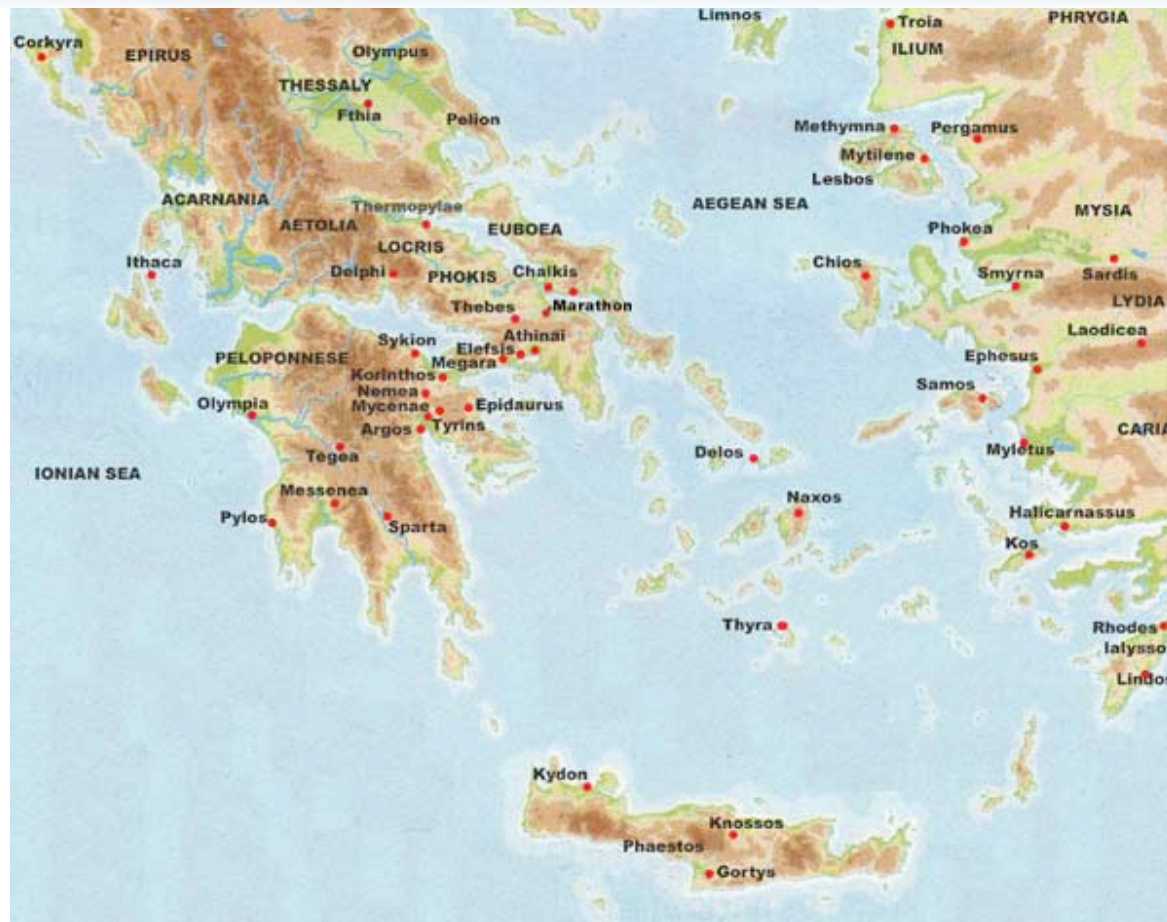 Limnos
Troia
PHRYGIA
Corkyra
EPIRUS
Olympus
ILIUM
THESSALY
Fthia
Pelion
Methymna
Pergamus
Mytilene
Lesbos
ACARNANIA
AEGEAN SEA
Thermopylae
MYSIA
AETOLIA
EUBOEA
Phokea
LOCRIS
Ithaca
Delphi
PHOKIS
Chalkis
Chios
Smyrna
Sardis
Thebes
Marathon
LYDIA
Laodicea
Sykion
Athinai
Elefsis
PELOPONNESE
Megara
Ephesus
Korinthos
Samos
Nemea
Olympia
Mycenae
Epidaurus
Argos
Tyrins
CARIA
Tegea
Delos
Myletus
IONIAN SEA
Messenea
Naxos
Pylos
Sparta
Halicarnassus
Kos
Thyra
Rhodes
Ialysso
Lindos
Kydon
Knossos
Phaestos
Gortys